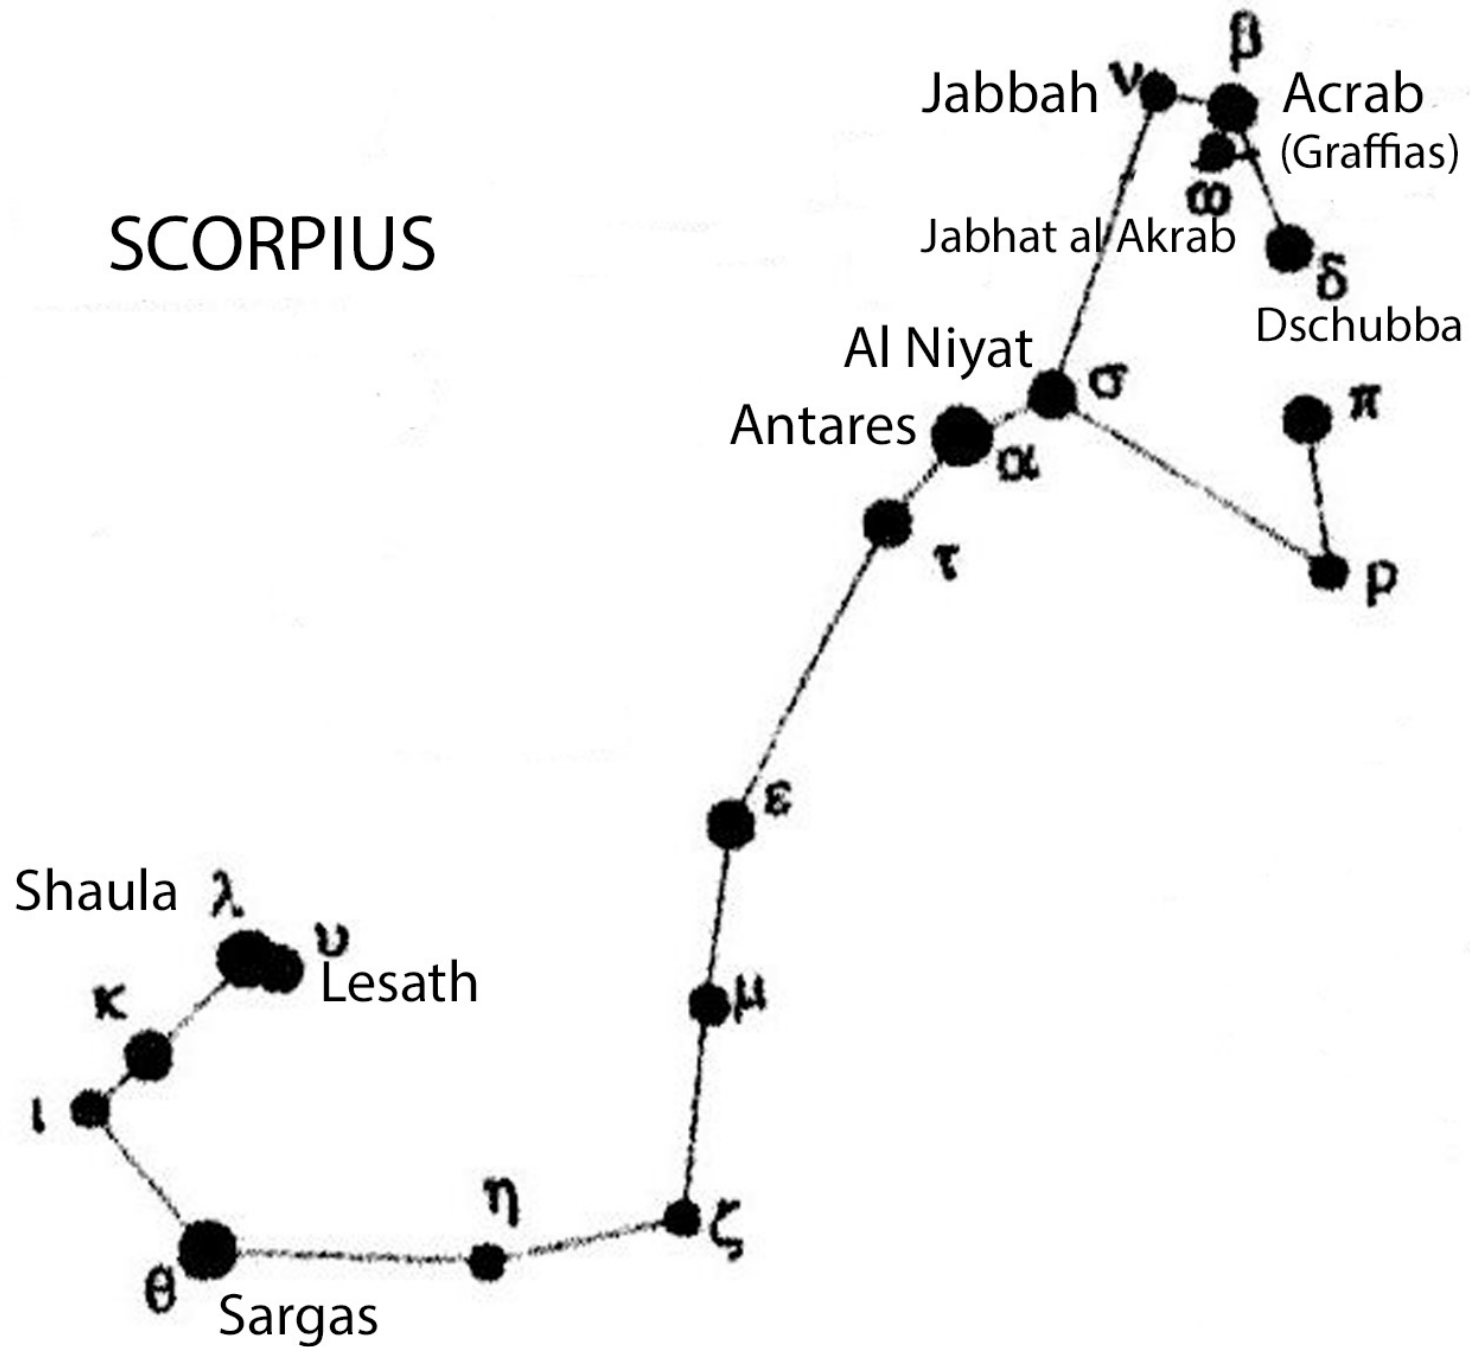 β
Jabbah ν Acrab
(Graffias)
ω
SCORPIUS
Jabhat al Akrab
δ
Dschubba
Al Niyat σ
π
Antares α
τ
ρ
ε
Shaula λ
υ
Lesath
κ
μ
ι
η
ζ
θ
Sargas